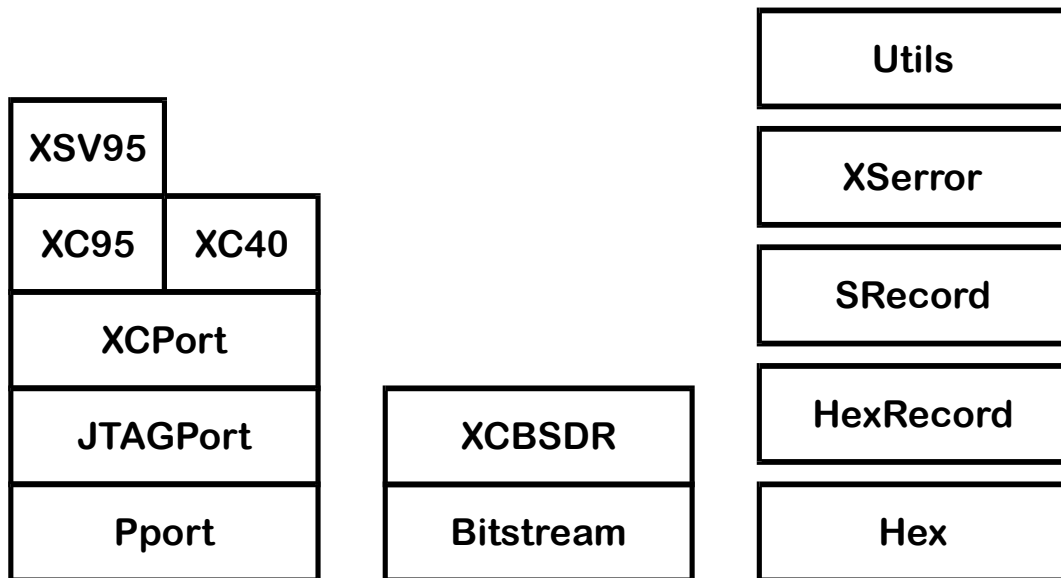 XSV95
XC95
XC40
XCPort
JTAGPort
Pport
XCBSDR
Bitstream
Utils
XSerror
SRecord
HexRecord
Hex